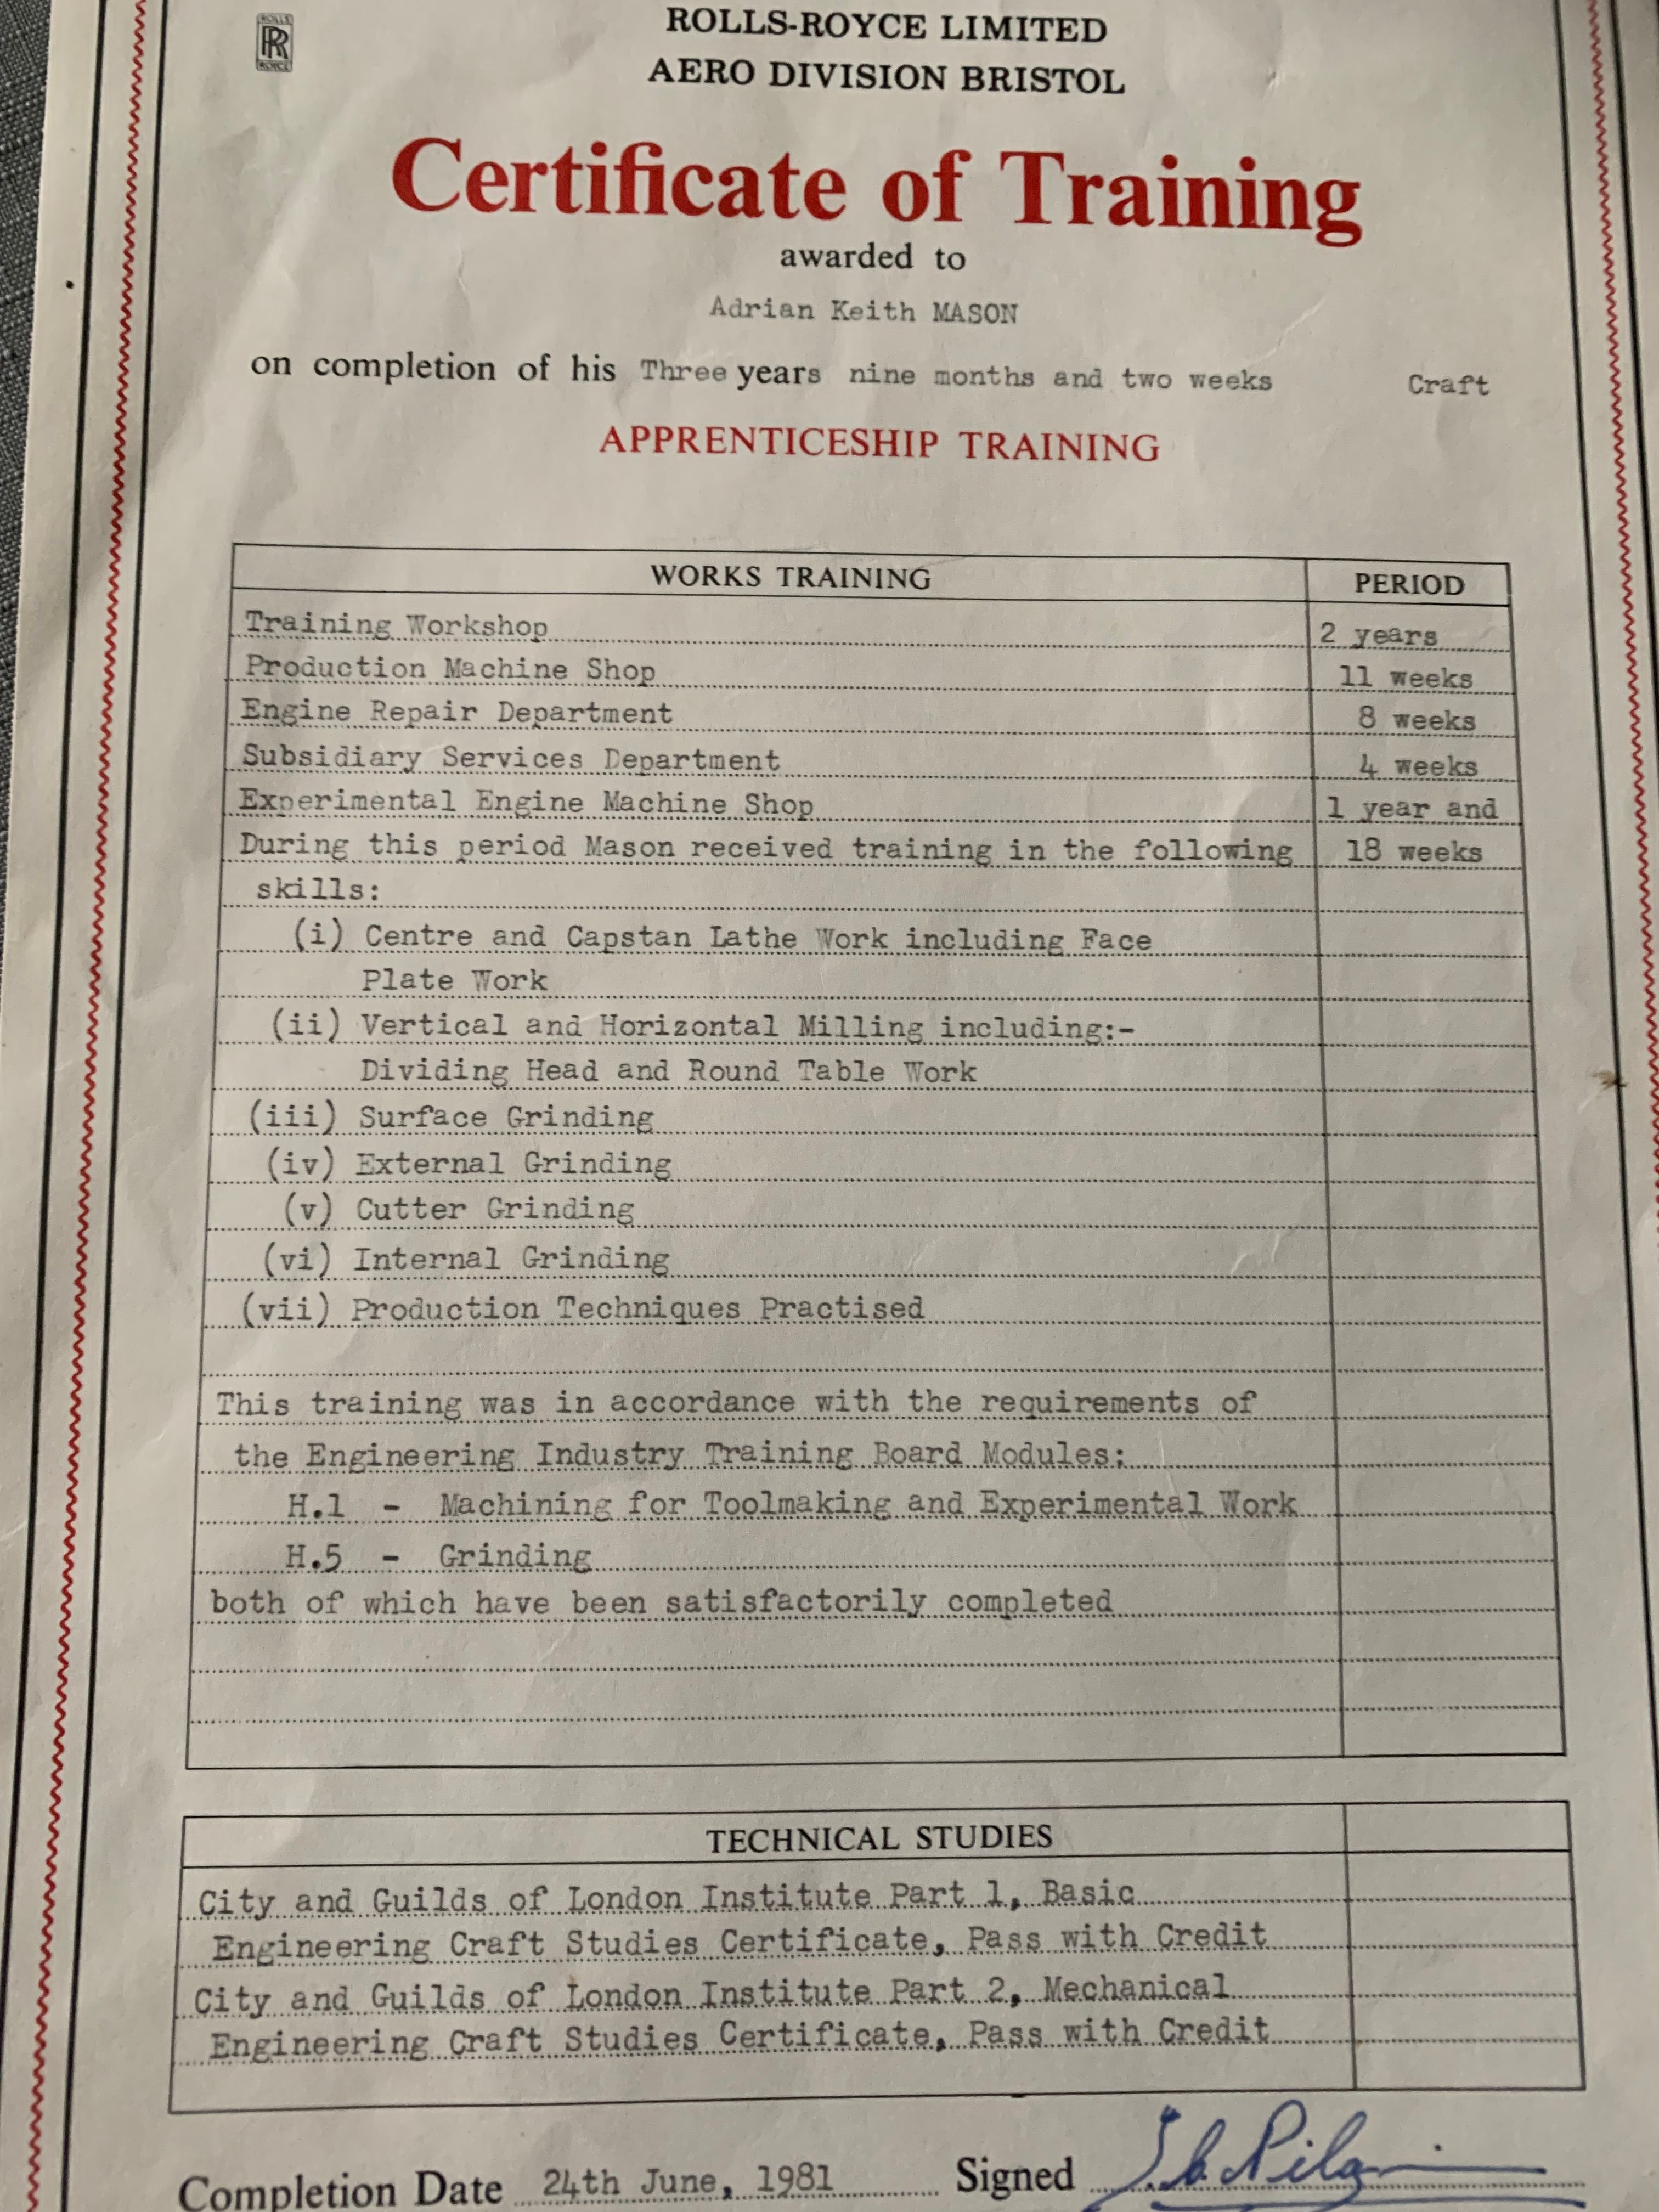 ROLLS
RR
ROYCE
ROLLS-ROYCE LIMITED
AERO DIVISION BRISTOL
Certificate of Training
awarded to
Adrian Keith MASON
on completion of his Three years nine months and two weeks Craft
APPRENTICESHIP TRAINING
WORKS TRAINING PERIOD
Training Workshop 2 years
Production Machine Shop 11 weeks
Engine Repair Department 8 weeks
Subsidiary Services Department 4 weeks
Experimental Engine Machine Shop 1 year and
During this period Mason received training in the following 18 weeks
skills:
(i) Centre and Capstan Lathe Work including Face
Plate Work
(ii) Vertical and Horizontal Milling including:-
Dividing Head and Round Table Work
(iii) Surface Grinding
(iv) External Grinding
(v) Cutter Grinding
(vi) Internal Grinding
(vii) Production Techniques Practised
This training was in accordance with the requirements of
the Engineering Industry Training Board Modules:
H.1 - Machining for Toolmaking and Experimental Work
H.5 - Grinding
both of which have been satisfactorily completed
TECHNICAL STUDIES
City and Guilds of London Institute Part 1, Basic
Engineering Craft Studies Certificate, Pass with Credit
City and Guilds of London Institute Part 2, Mechanical
Engineering Craft Studies Certificate, Pass with Credit
Completion Date 24th June, 1981 Signed